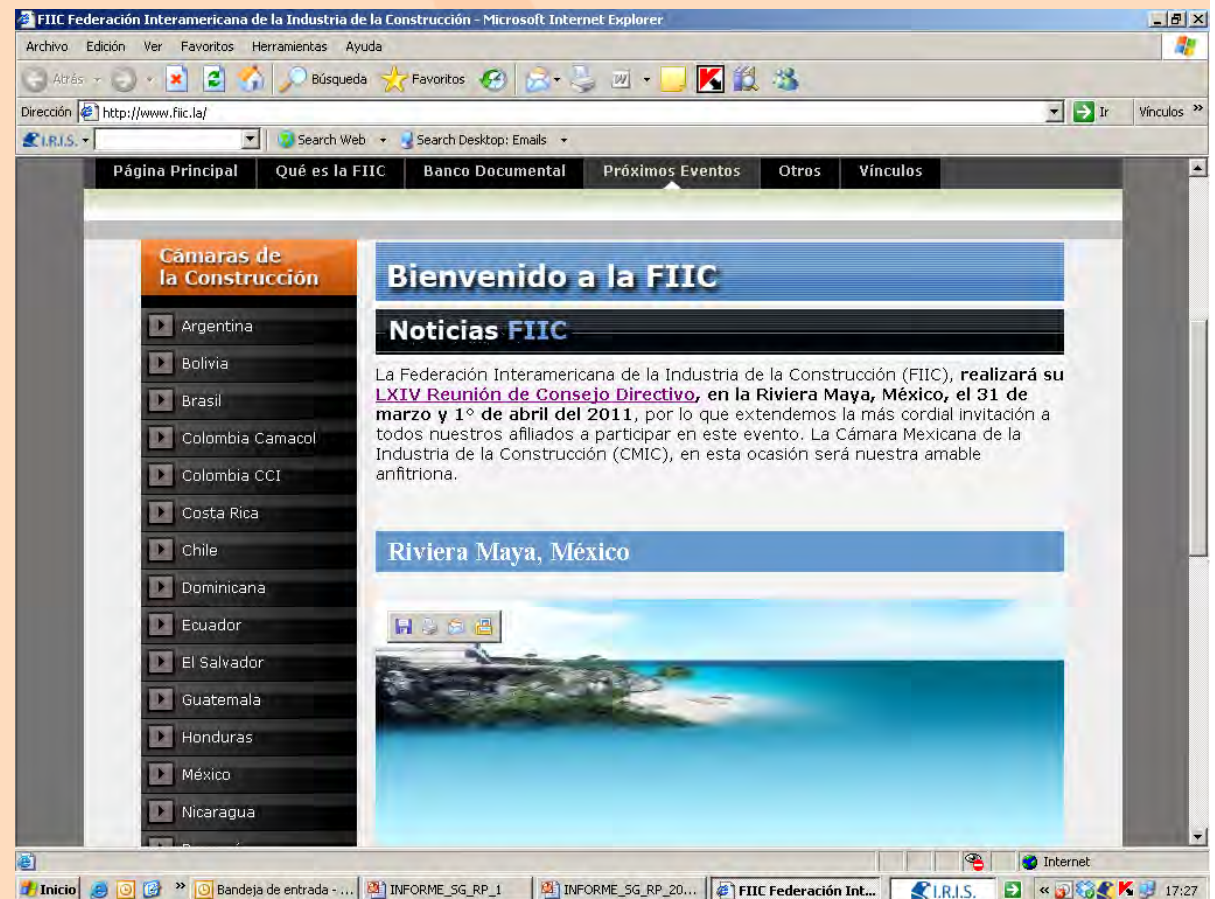 FIIC Federación Interamericana de la Industria de la Construcción - Microsoft Internet Explorer
Archivo Edición Ver Favoritos Herramientas Ayuda
Atrás Búsqueda Favoritos
Dirección http://www.fiic.la/ Ir Vínculos »
I.R.I.S. Search Web Search Desktop: Emails
Página Principal Qué es la FIIC Banco Documental Próximos Eventos Otros Vínculos
Cámaras de
la Construcción
Argentina
Bolivia
Brasil
Colombia Camacol
Colombia CCI
Costa Rica
Chile
Dominicana
Ecuador
El Salvador
Guatemala
Honduras
México
Nicaragua
Bienvenido a la FIIC
Noticias FIIC
La Federación Interamericana de la Industria de la Construcción (FIIC), realizará su
LXIV Reunión de Consejo Directivo, en la Riviera Maya, México, el 31 de
marzo y 1º de abril del 2011, por lo que extendemos la más cordial invitación a
todos nuestros afiliados a participar en este evento. La Cámara Mexicana de la
Industria de la Construcción (CMIC), en esta ocasión será nuestra amable
anfitriona.
Riviera Maya, México
Internet
Inicio » Bandeja de entrada - ... INFORME_SG_RP_1 INFORME_SG_RP_20... FIIC Federación Int... I.R.I.S. « 17:27